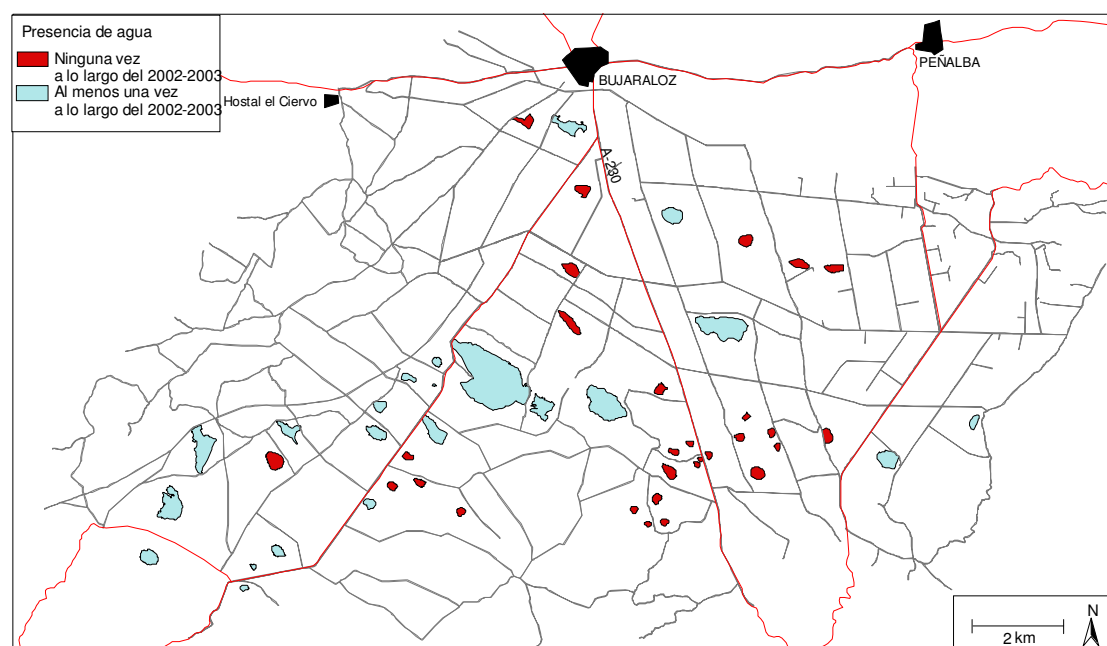 Presencia de agua
Ninguna vez
a lo largo del 2002-2003
Al menos una vez
a lo largo del 2002-2003
Hostal el Ciervo
BUJARALOZ
PEÑALBA
A-230
N
2 km